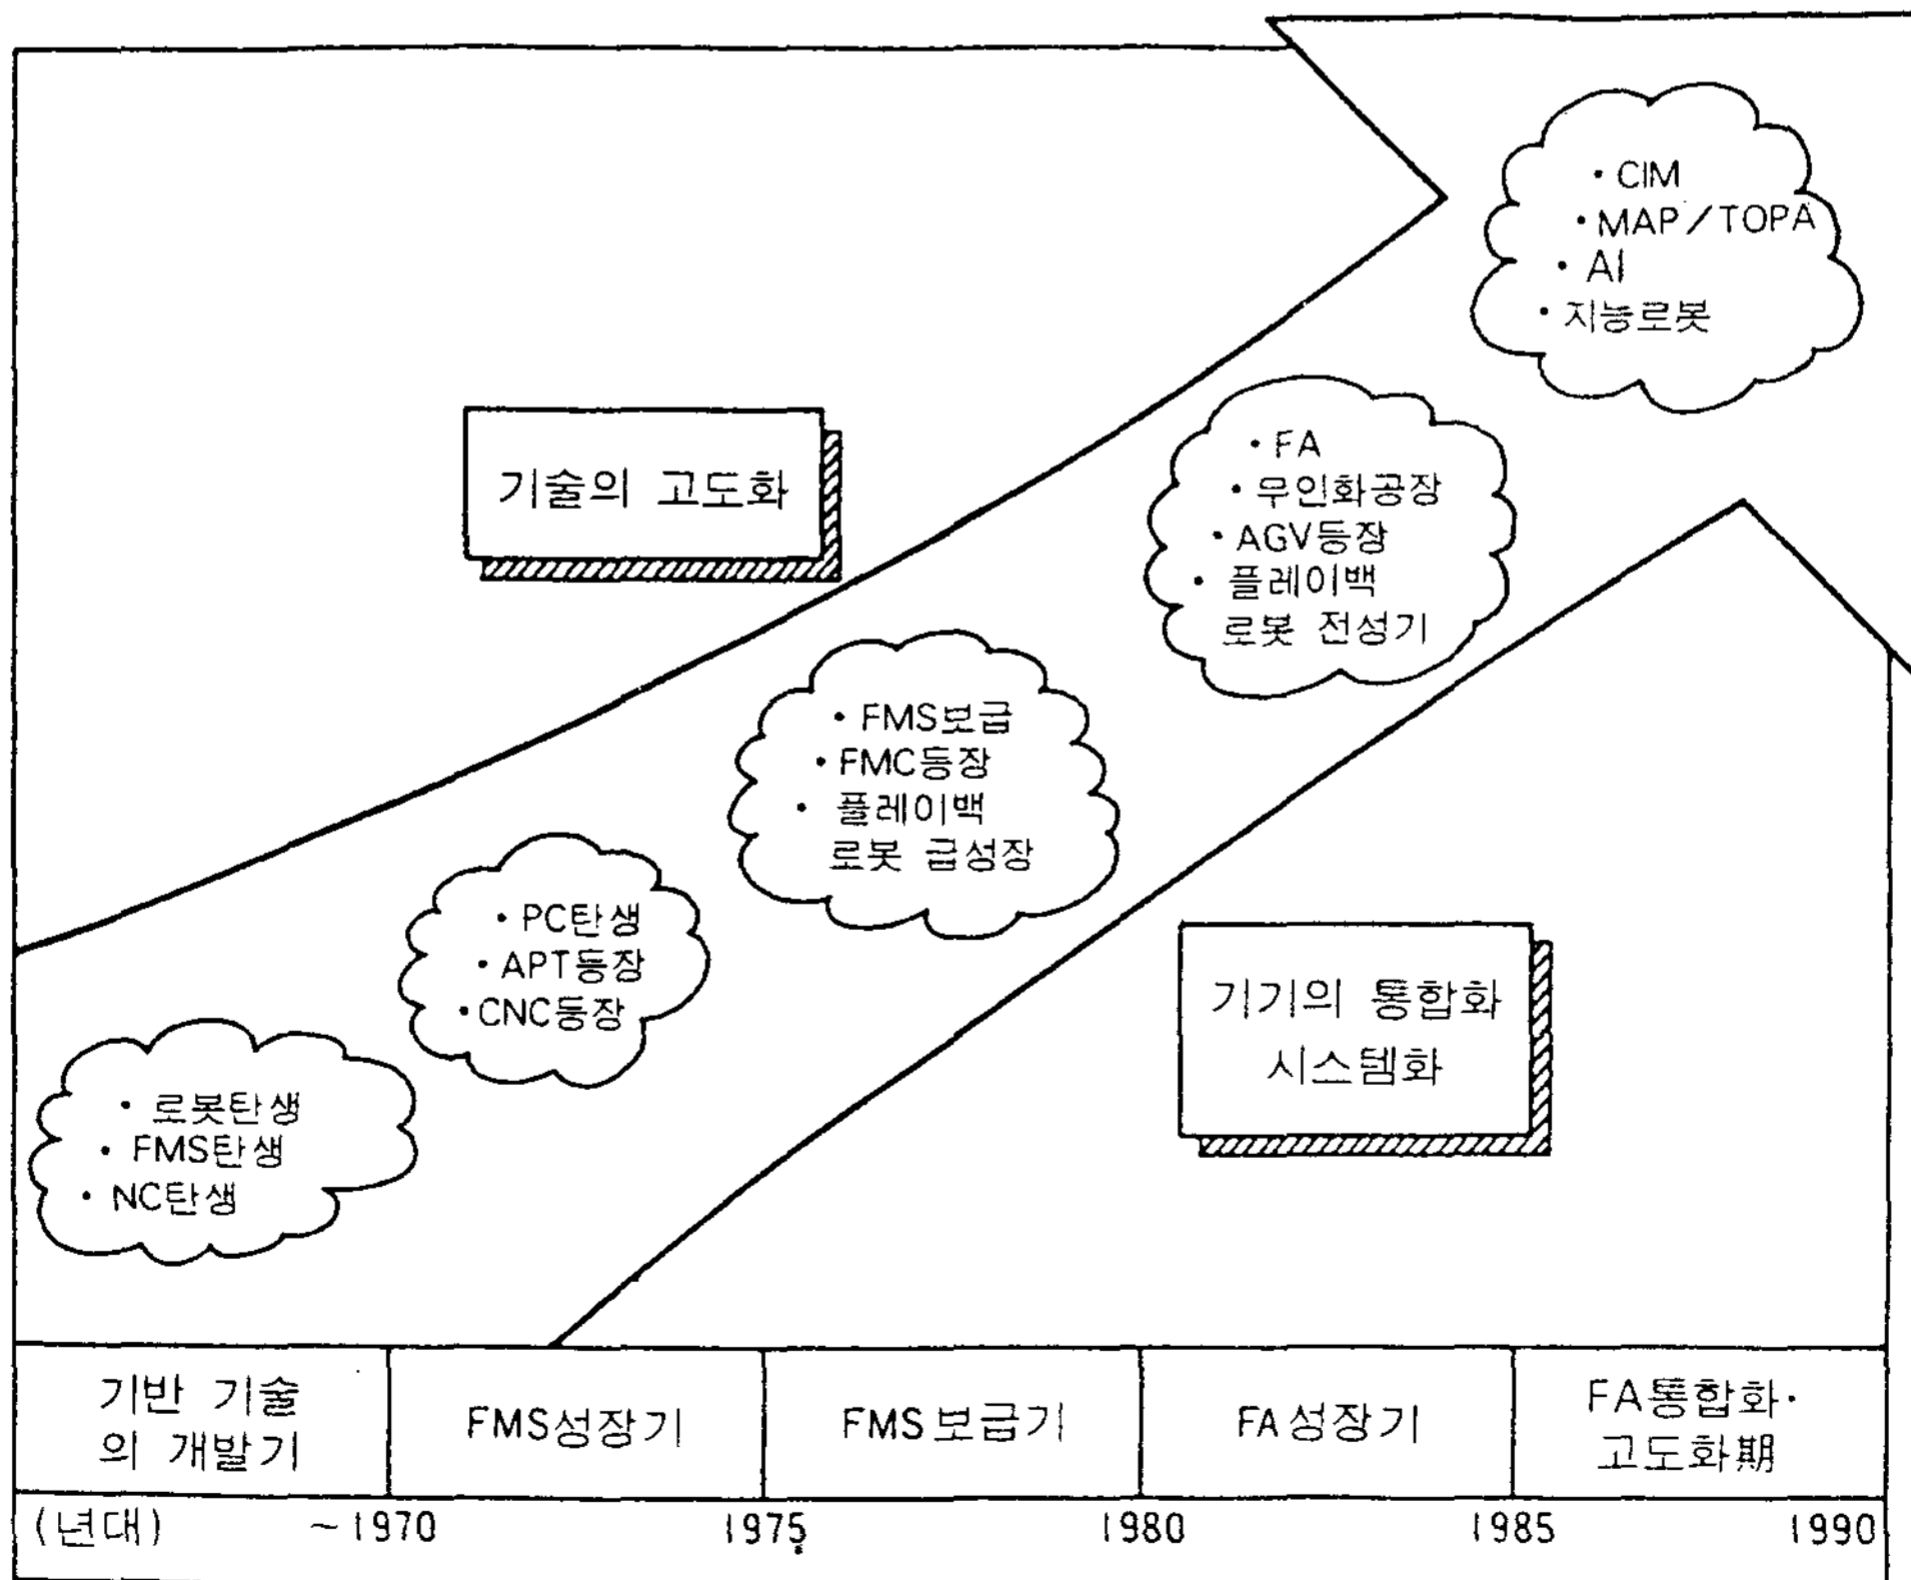 · CIM
· MAP/TOPA
· AI
· 지능로봇
· FA
· 무인화공장
· AGV등장
· 플레이백
로봇 전성기
기술의 고도화
· FMS보급
· FMC등장
· 플레이백
로봇 급성장
· PC탄생
· APT등장
· CNC등장
기기의 통합화
시스템화
· 로봇탄생
· FMS탄생
· NC탄생
기반 기술
의 개발기
FMS성장기
FMS보급기
FA성장기
FA통합화·
고도화期
(년대) ~1970 1975 1980 1985 1990